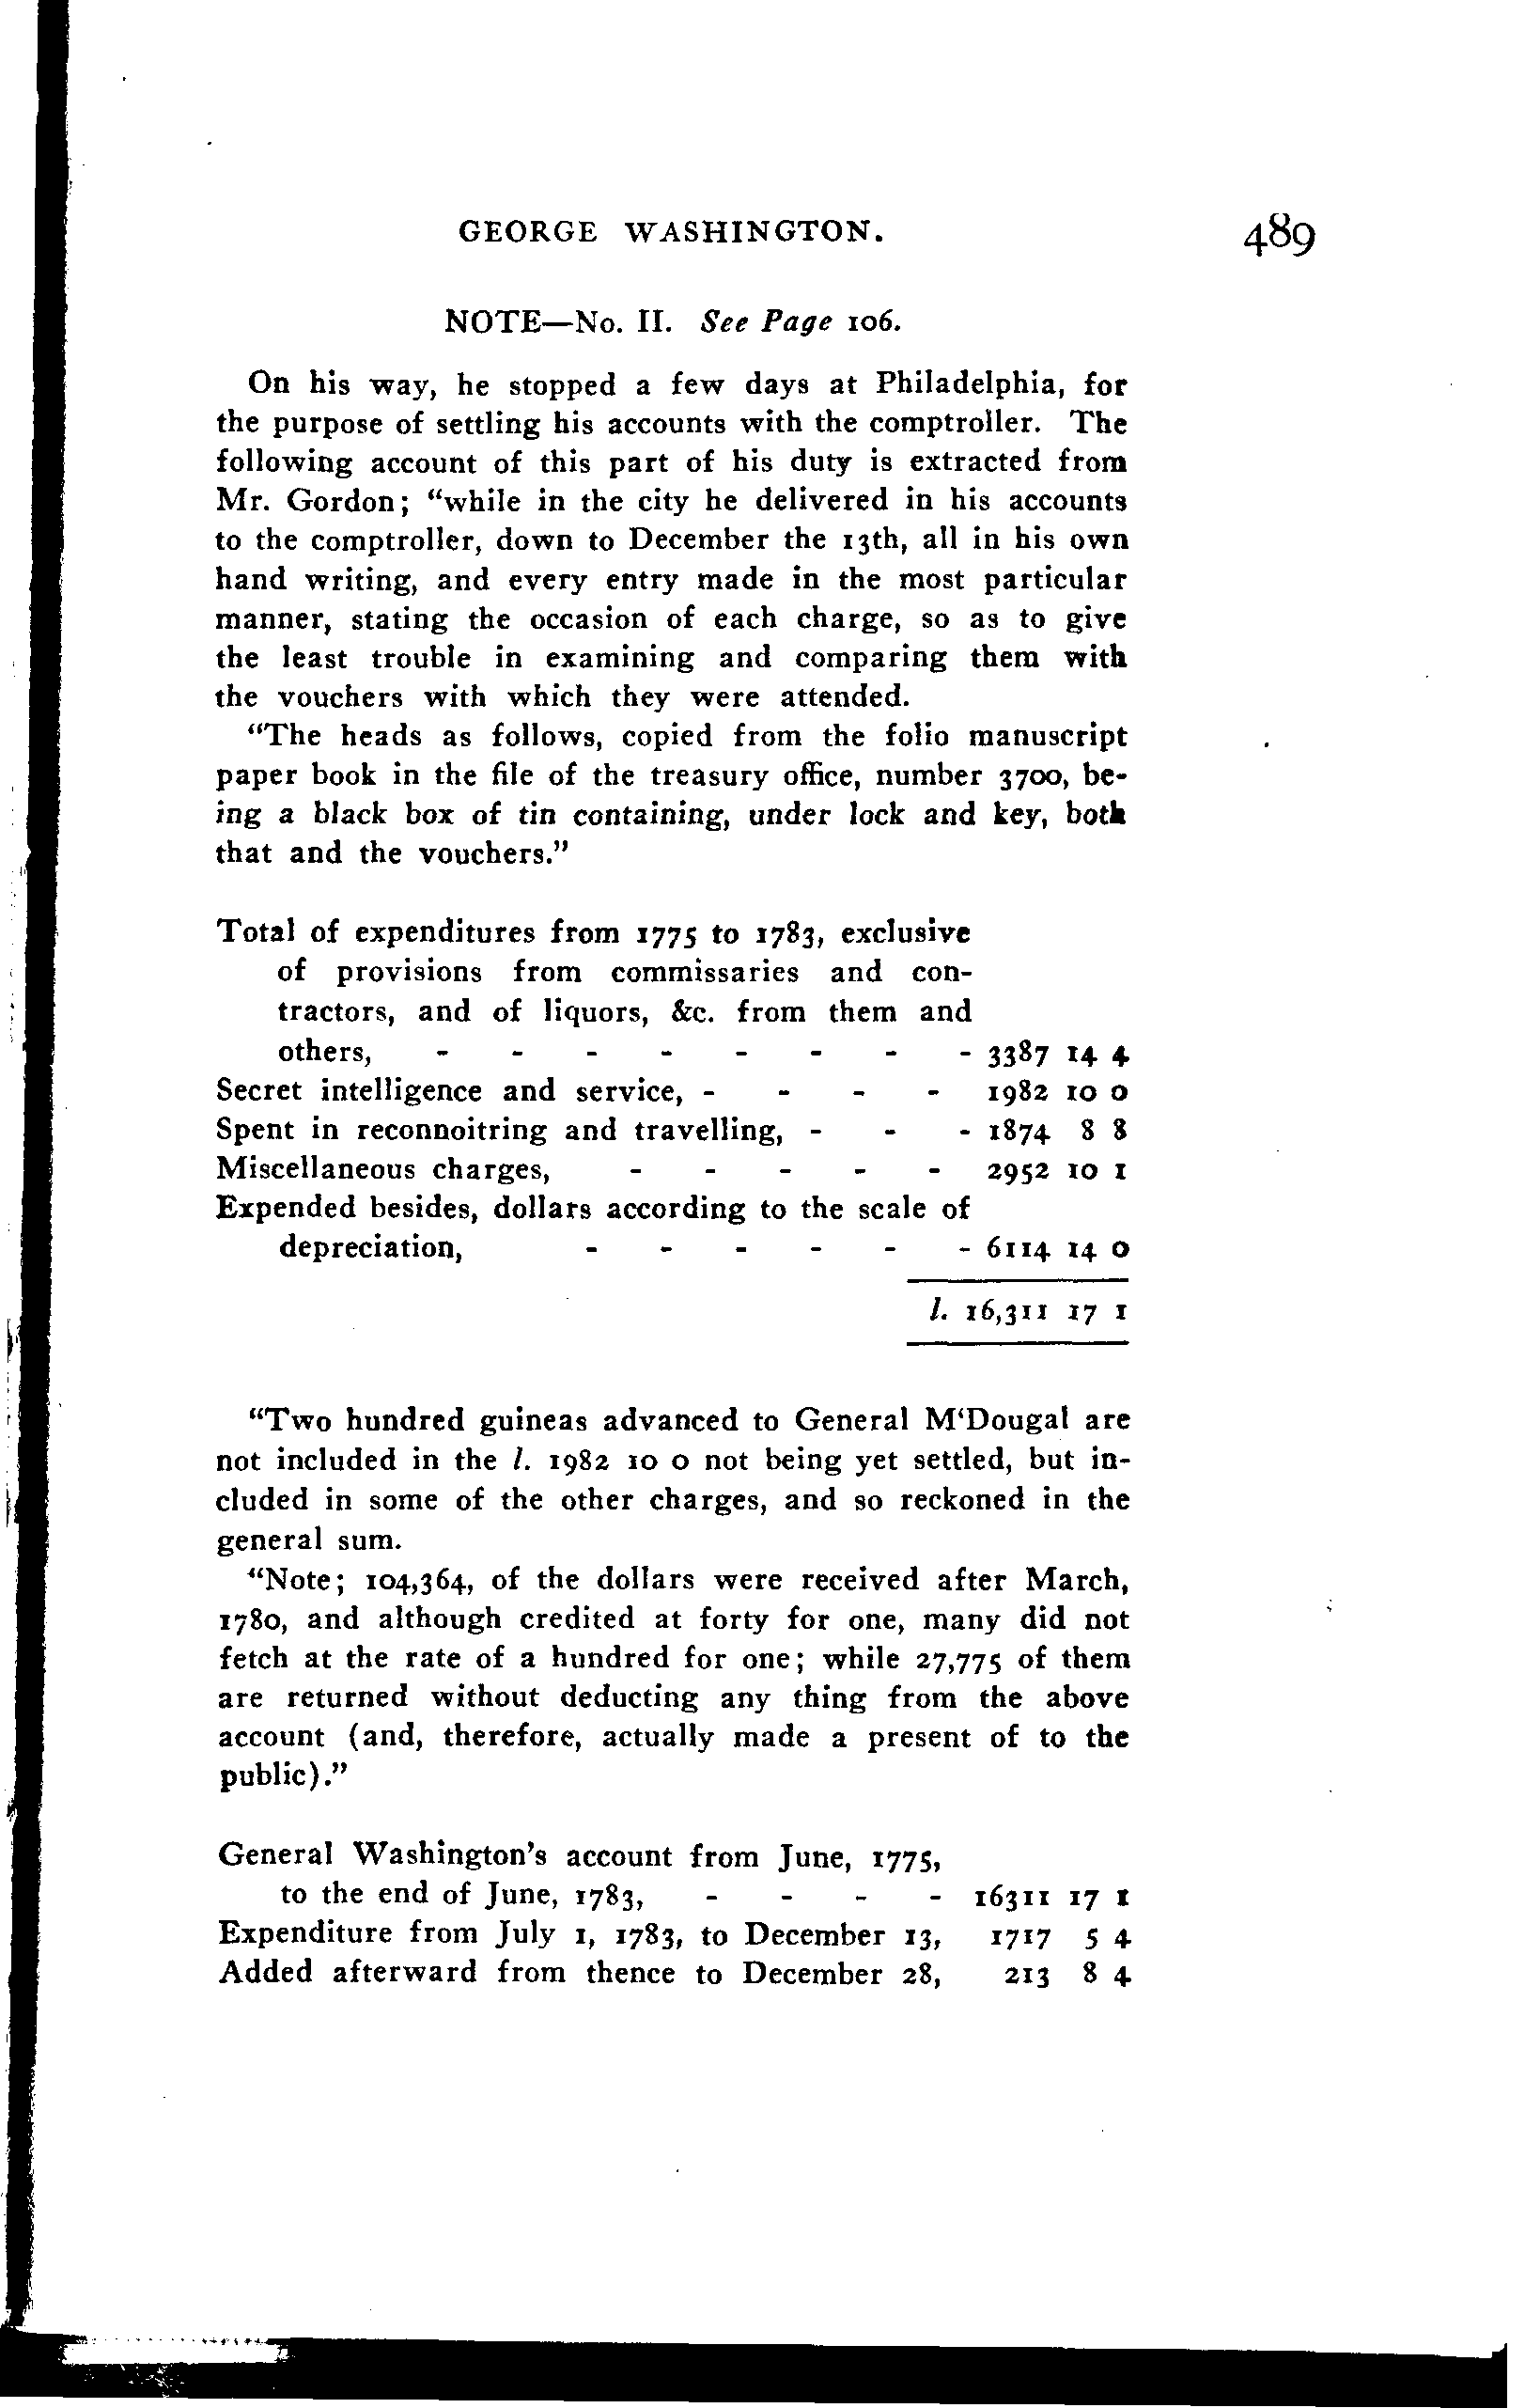 GEORGE WASHINGTON. 489
NOTE—No. II. See Page 106.
On his way, he stopped a few days at Philadelphia, for
the purpose of settling his accounts with the comptroller. The
following account of this part of his duty is extracted from
Mr. Gordon; “while in the city he delivered in his accounts
to the comptroller, down to December the 13th, all in his own
hand writing, and every entry made in the most particular
manner, stating the occasion of each charge, so as to give
the least trouble in examining and comparing them with
the vouchers with which they were attended.
“The heads as follows, copied from the folio manuscript
paper book in the file of the treasury office, number 3700, be-
ing a black box of tin containing, under lock and key, both
that and the vouchers.”
Total of expenditures from 1775 to 1783, exclusive
of provisions from commissaries and con-
tractors, and of liquors, &c. from them and
others, - - - - - - - - 3387 14 4
Secret intelligence and service, - - - - 1982 10 0
Spent in reconnoitring and travelling, - - - 1874 8 8
Miscellaneous charges, - - - - - 2952 10 1
Expended besides, dollars according to the scale of
depreciation, - - - - - - 6114 14 0
l. 16,311 17 1
“Two hundred guineas advanced to General M‘Dougal are
not included in the l. 1982 10 0 not being yet settled, but in-
cluded in some of the other charges, and so reckoned in the
general sum.
“Note; 104,364, of the dollars were received after March,
1780, and although credited at forty for one, many did not
fetch at the rate of a hundred for one; while 27,775 of them
are returned without deducting any thing from the above
account (and, therefore, actually made a present of to the
public).”
General Washington's account from June, 1775,
to the end of June, 1783, - - - - 16311 17 1
Expenditure from July 1, 1783, to December 13, 1717 5 4
Added afterward from thence to December 28, 213 8 4